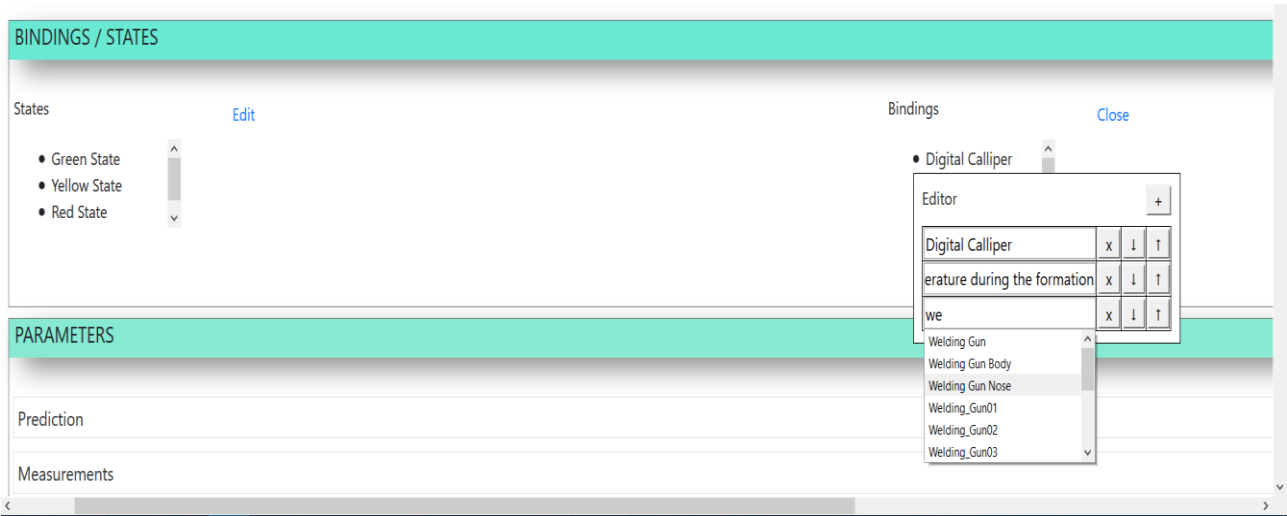 BINDINGS / STATES
States
Edit
Bindings
Close
Green State
Yellow State
Red State
Digital Calliper
Editor
+
Digital Calliper x ↓ ↑
erature during the formation x ↓ ↑
we x ↓ ↑
Welding Gun
Welding Gun Body
Welding Gun Nose
Welding_Gun01
Welding_Gun02
Welding_Gun03
PARAMETERS
Prediction
Measurements